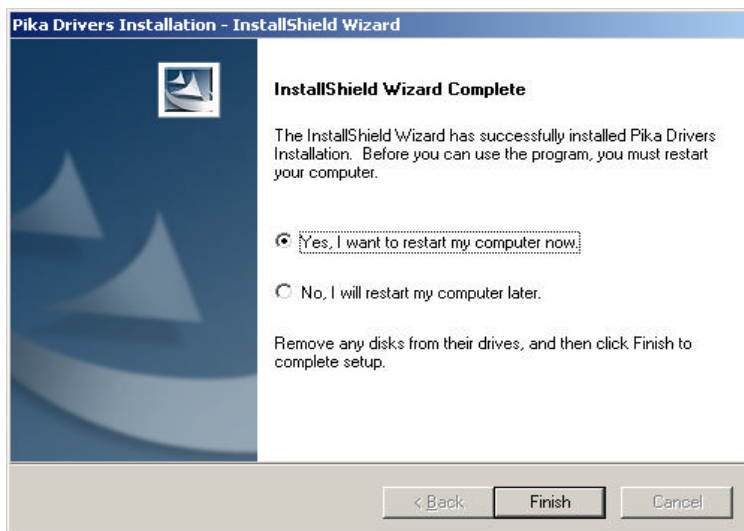 Pika Drivers Installation - InstallShield Wizard
InstallShield Wizard Complete
The InstallShield Wizard has successfully installed Pika Drivers
Installation. Before you can use the program, you must restart
your computer.
Yes, I want to restart my computer now.
No, I will restart my computer later.
Remove any disks from their drives, and then click Finish to
complete setup.
< Back
Finish
Cancel